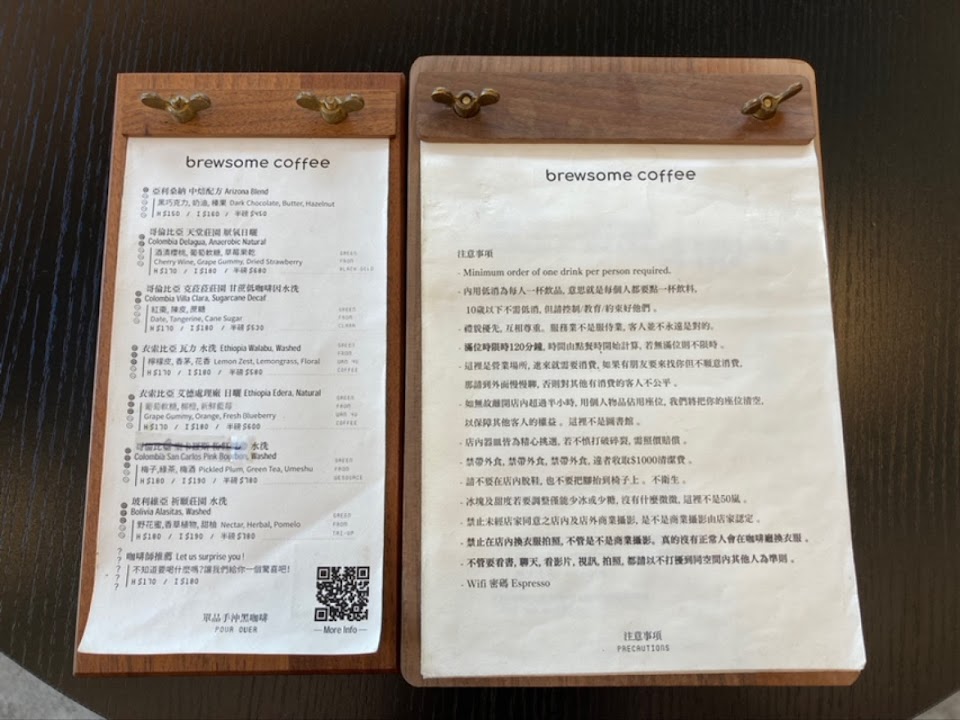 brewsome coffee
亞利桑納 中焙配方 Arizona Blend
黑巧克力, 奶油, 榛果 Dark Chocolate, Butter, Hazelnut
H $150 / I $160 / 半磅 $450
哥倫比亞 天堂莊園 厭氧日曬
Colombia Delagua, Anaerobic Natural
酒漬櫻桃, 葡萄軟糖, 草莓果乾
Cherry Wine, Grape Gummy, Dried Strawberry
H $170 / I $180 / 半磅 $680
哥倫比亞 克菈菈莊園 甘蔗低咖啡因水洗
Colombia Villa Clara, Sugarcane Decaf
紅棗, 陳皮, 蔗糖
Date, Tangerine, Cane Sugar
H $170 / I $180 / 半磅 $530
衣索比亞 瓦力 水洗 Ethiopia Walabu, Washed
檸檬皮, 香茅, 花香 Lemon Zest, Lemongrass, Floral
H $170 / I $180 / 半磅 $580
衣索比亞 艾德處理廠 日曬 Ethiopia Edera, Natural
葡萄軟糖, 柳橙, 新鮮藍莓
Grape Gummy, Orange, Fresh Blueberry
H $170 / I $180 / 半磅 $600
水洗
Colombia San Carlos Pink Bourbon, Washed
梅子, 綠茶, 梅酒 Pickled Plum, Green Tea, Umeshu
H $180 / I $190 / 半磅 $780
玻利維亞 祈願莊園 水洗
Bolivia Alasitas, Washed
野花蜜, 香草植物, 甜柚 Nectar, Herbal, Pomelo
H $180 / I $190 / 半磅 $780
咖啡師推薦 Let us surprise you !
不知道要喝什麼嗎?讓我們給你一個驚喜吧!
H $170 / I $180
單品手沖黑咖啡
POUR OVER
— More Info —
brewsome coffee
注意事項
- Minimum order of one drink per person required.
- 內用低消為每人一杯飲品, 意思就是每個人都要點一杯飲料,
10歲以下不需低消, 但請控制/教育/約束好他們 。
- 禮貌優先, 互相尊重。服務業不是服侍業, 客人並不永遠是對的。
- 滿位時限時120分鐘, 時間由點餐時開始計算, 若無滿位則不限時 。
- 這裡是營業場所, 進來就需要消費, 如果有朋友要來找你但不願意消費,
那請到外面慢慢聊, 否則對其他有消費的客人不公平 。
- 如無故離開店內超過半小時, 用個人物品佔用座位, 我們將把你的座位清空,
以保障其他客人的權益 。這裡不是圖書館 。
- 店內器皿皆為精心挑選, 若不慎打破碎裂, 需照價賠償 。
- 禁帶外食, 禁帶外食, 禁帶外食, 違者收取$1000清潔費 。
- 請不要在店內脫鞋, 也不要把腳抬到椅子上 。不衛生 。
- 冰塊及甜度若要調整僅能少冰或少糖, 沒有什麼微微, 這裡不是50嵐 。
- 禁止未經店家同意之店內及店外商業攝影, 是不是商業攝影由店家認定 。
- 禁止在店內換衣服拍照, 不管是不是商業攝影。真的沒有正常人會在咖啡廳換衣服 。
- 不管要看書, 聊天, 看影片, 視訊, 拍照, 都請以不打擾到同空間內其他人為準則 。
- Wifi 密碼 Espresso
注意事項
PRECAUTIONS